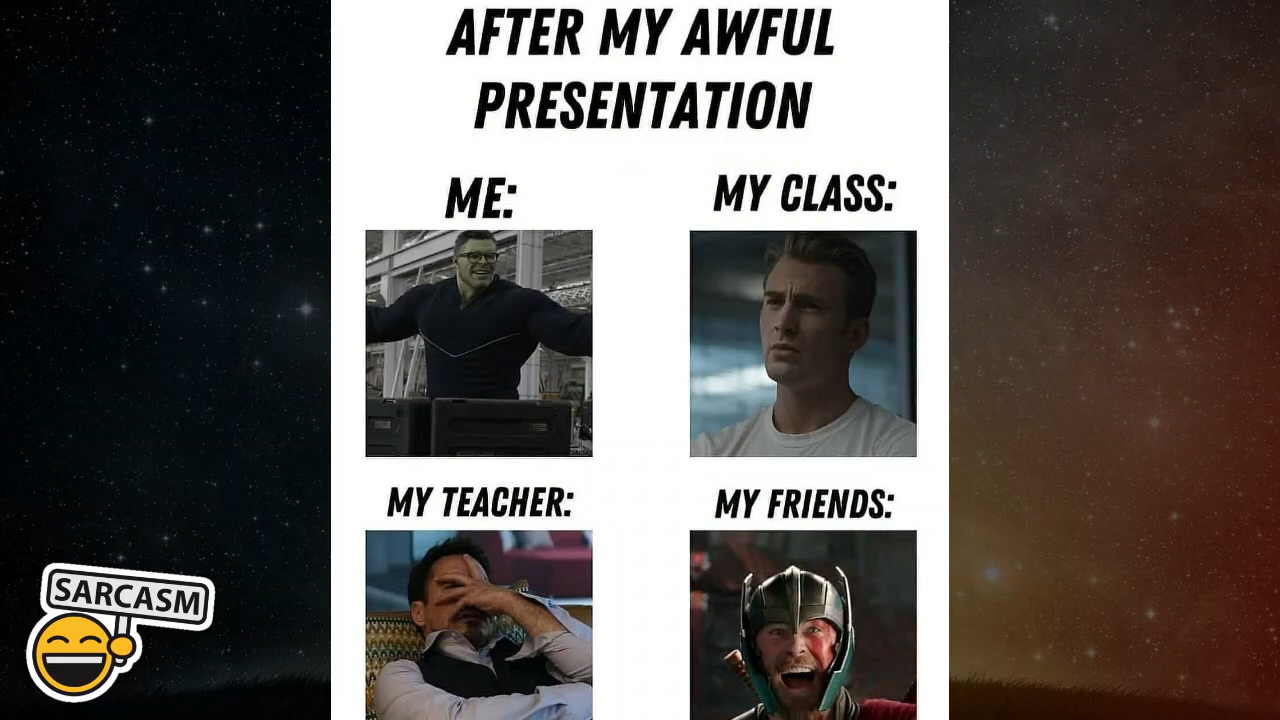 AFTER MY AWFUL
PRESENTATION
ME:
MY CLASS:
MY TEACHER:
MY FRIENDS:
SARCASM